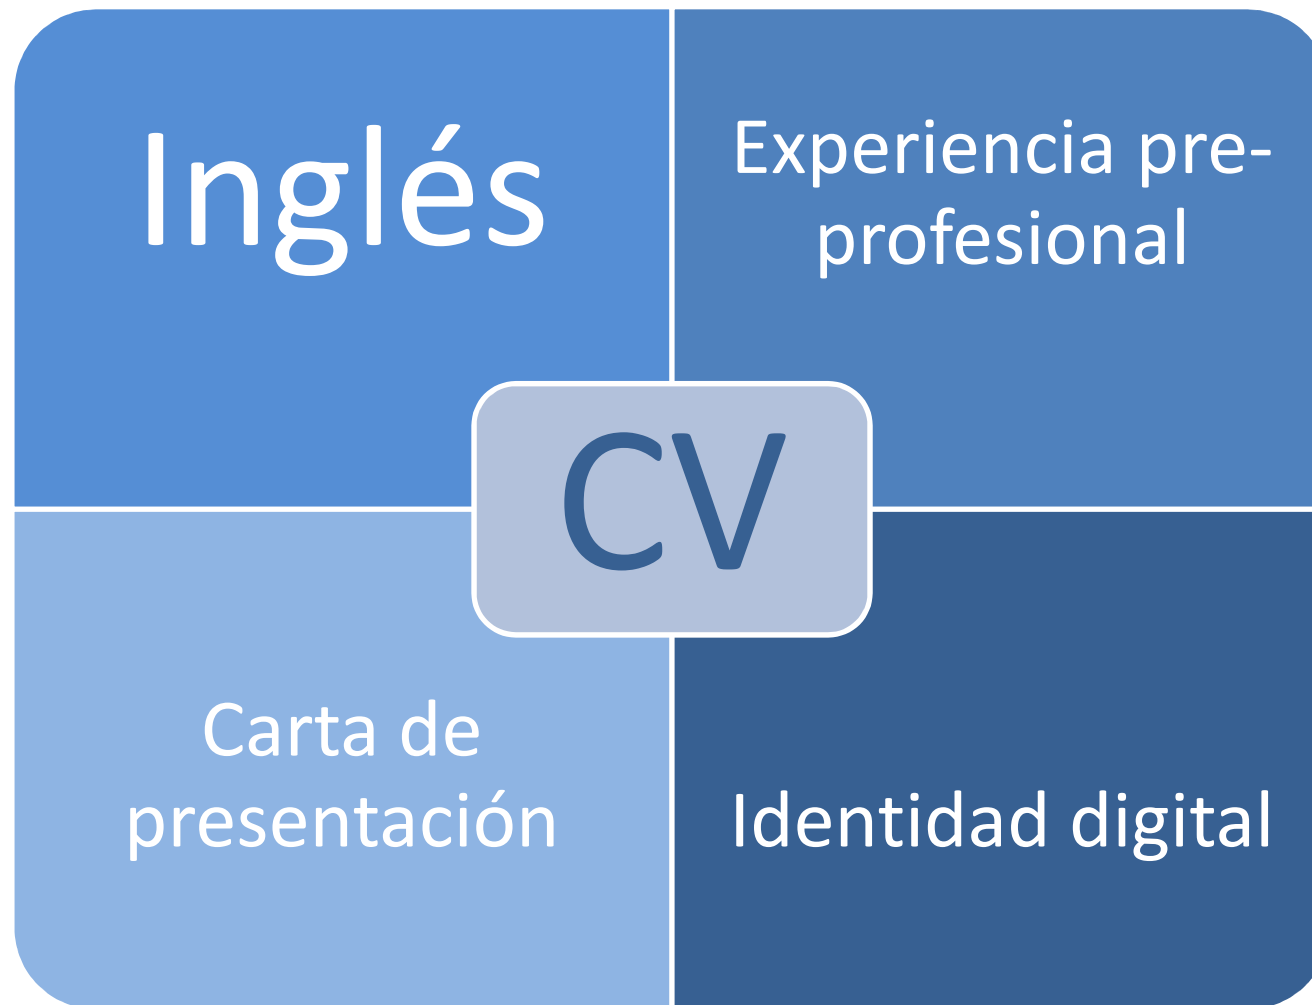 Inglés
Experiencia pre-
profesional
CV
Carta de
presentación
Identidad digital